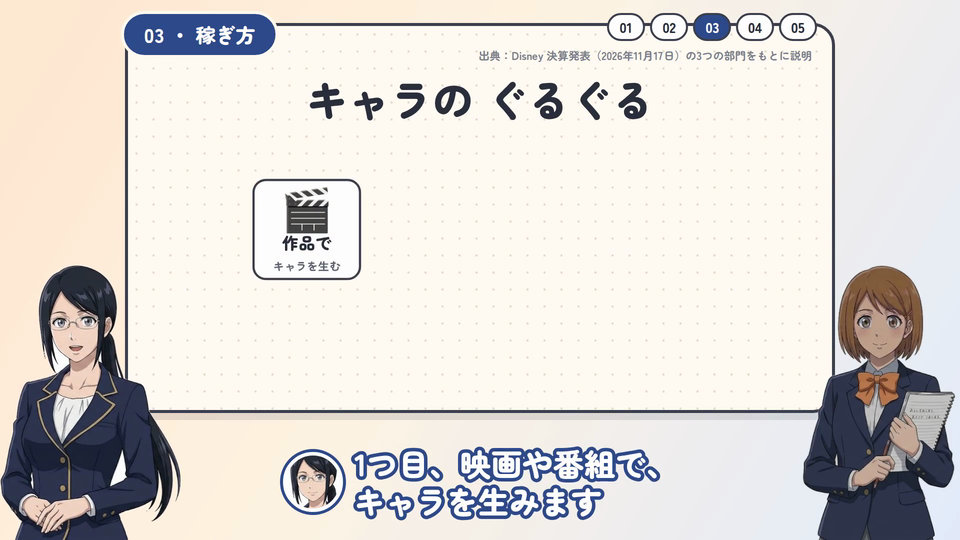 03 ・ 稼ぎ方
01 02 03 04 05
出典：Disney 決算発表（2026年11月17日）の3つの部門をもとに説明
キャラの ぐるぐる
作品で
キャラを生む
1つ目、映画や番組で、
キャラを生みます